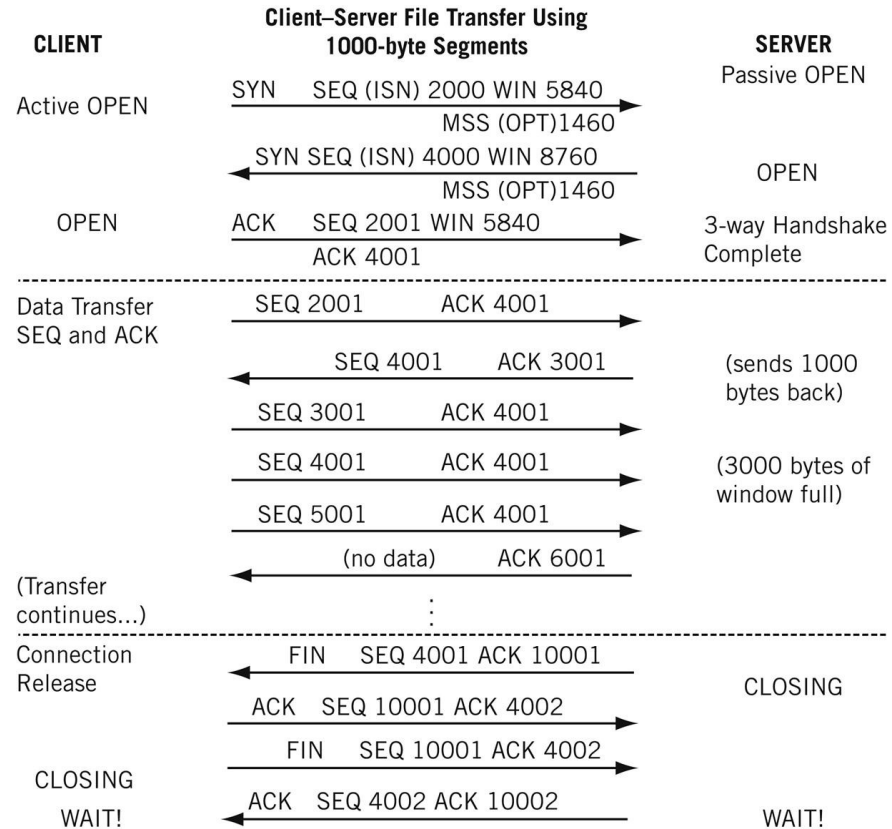 Client–Server File Transfer Using
1000-byte Segments
CLIENT
SERVER
Passive OPEN
Active OPEN
SYN SEQ (ISN) 2000 WIN 5840
MSS (OPT)1460
SYN SEQ (ISN) 4000 WIN 8760
MSS (OPT)1460
OPEN
OPEN
ACK SEQ 2001 WIN 5840
ACK 4001
3-way Handshake
Complete
Data Transfer
SEQ and ACK
SEQ 2001 ACK 4001
SEQ 4001 ACK 3001
(sends 1000
bytes back)
SEQ 3001 ACK 4001
SEQ 4001 ACK 4001
(3000 bytes of
window full)
SEQ 5001 ACK 4001
(no data) ACK 6001
(Transfer
continues...)
Connection
Release
FIN SEQ 4001 ACK 10001
CLOSING
ACK SEQ 10001 ACK 4002
FIN SEQ 10001 ACK 4002
CLOSING
ACK SEQ 4002 ACK 10002
WAIT!
WAIT!